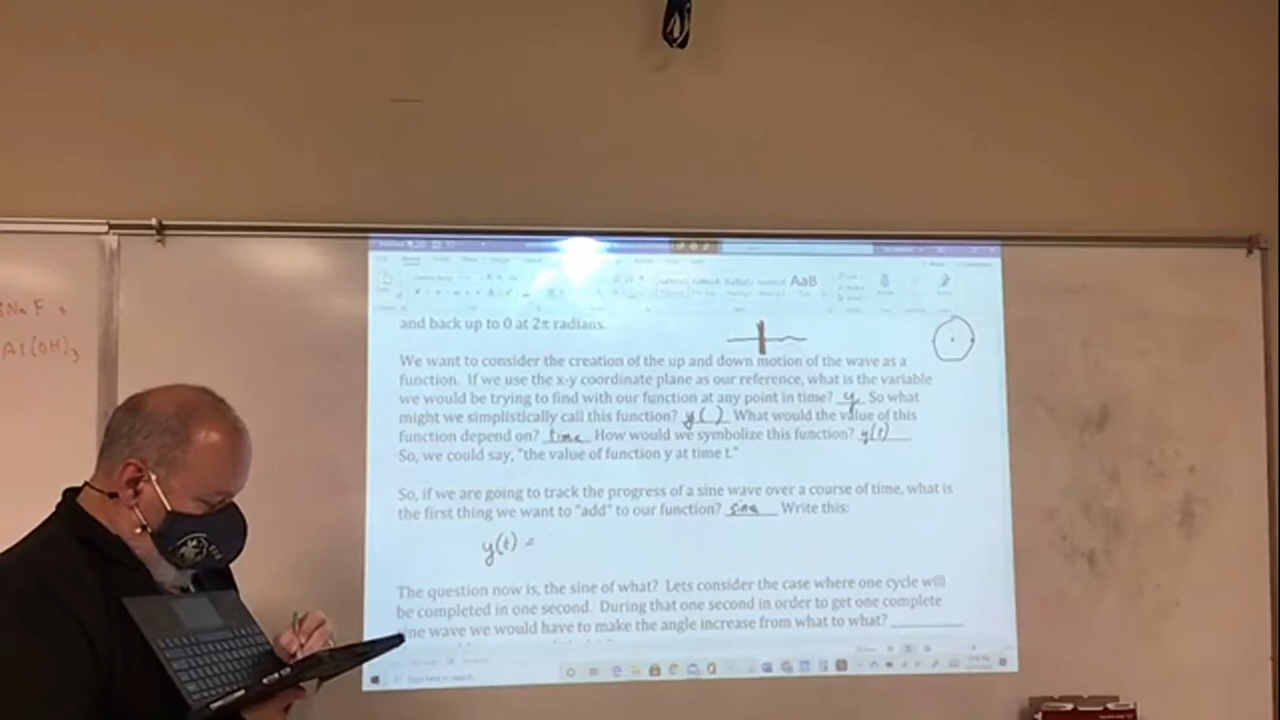 Al(OH)3
AaB
and back up to 0 at 2π radians.
We want to consider the creation of the up and down motion of the wave as a
function. If we use the x-y coordinate plane as our reference, what is the variable
we would be trying to find with our function at any point in time? y So what
might we simplistically call this function? y( ) What would the value of this
function depend on? time How would we symbolize this function? y(t)
So, we could say, "the value of function y at time t."
So, if we are going to track the progress of a sine wave over a course of time, what is
the first thing we want to "add" to our function? sine Write this:
y(t) =
The question now is, the sine of what? Lets consider the case where one cycle will
be completed in one second. During that one second in order to get one complete
sine wave we would have to make the angle increase from what to what?